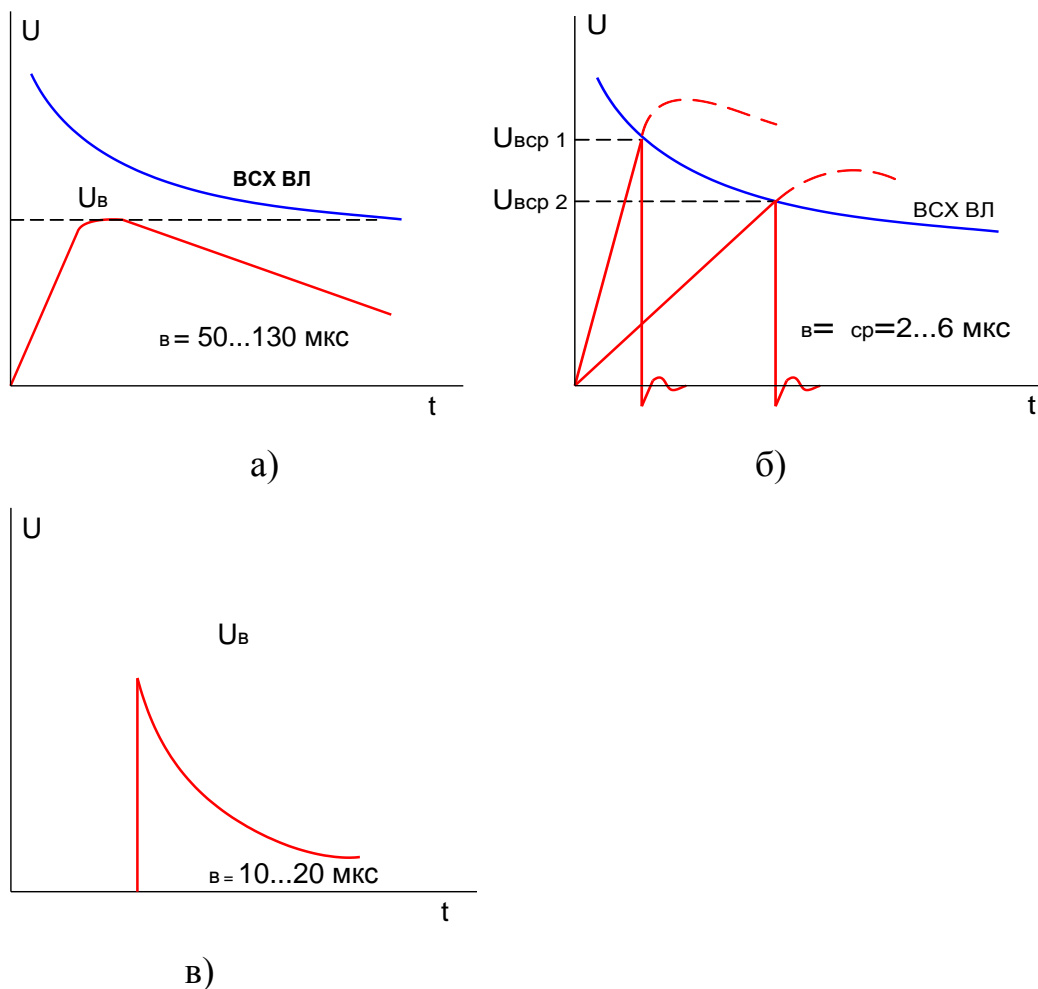 U
ВСХ ВЛ
Uв
в = 50...130 мкс
t
а)
U
Uвср 1
Uвср 2
ВСХ ВЛ
в= ср=2...6 мкс
t
б)
U
Uв
в = 10...20 мкс
t
в)